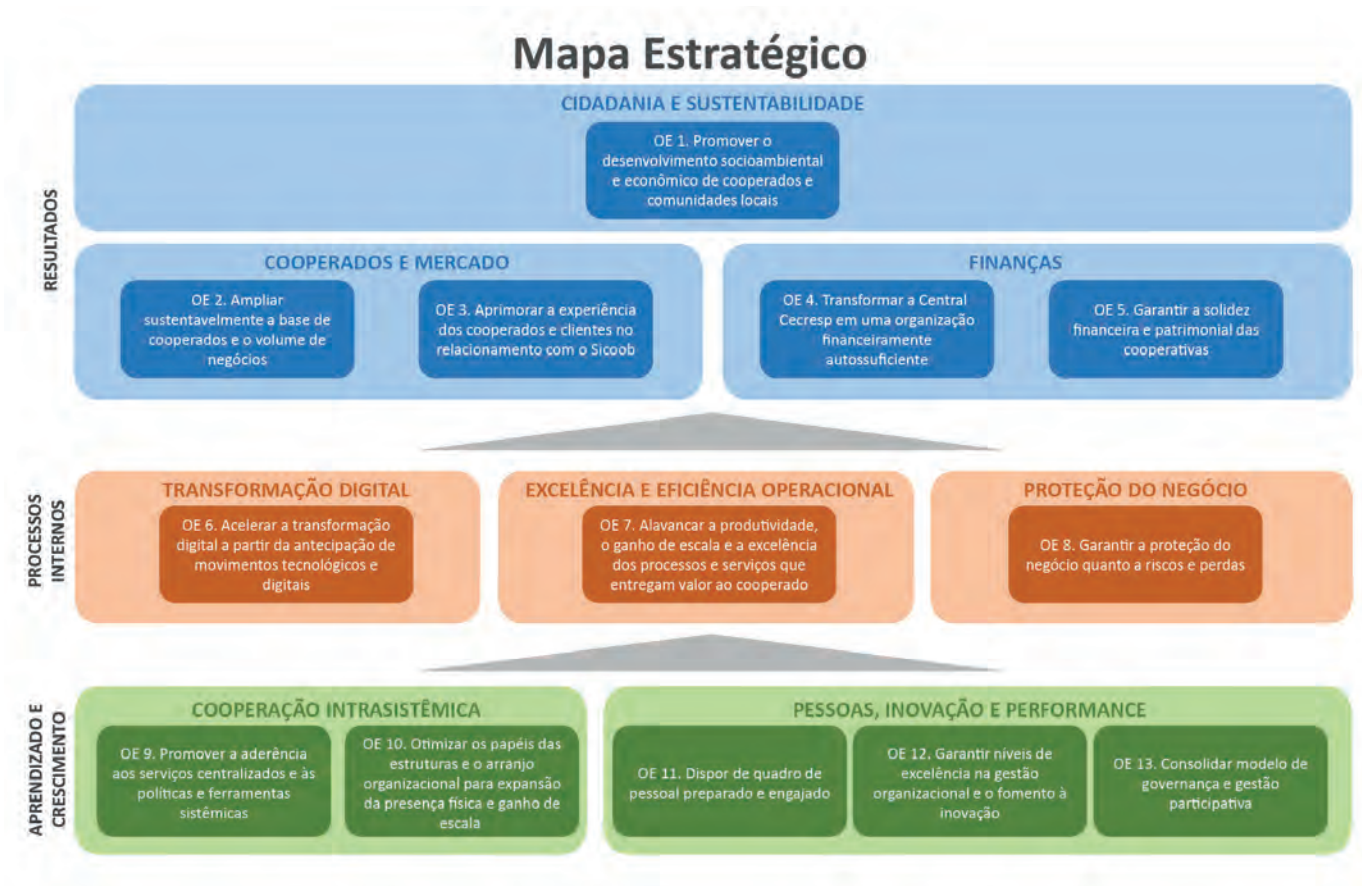 Mapa Estratégico
RESULTADOS
CIDADANIA E SUSTENTABILIDADE
OE 1. Promover o
desenvolvimento socioambiental
e econômico de cooperados e
comunidades locais
COOPERADOS E MERCADO
OE 2. Ampliar
sustentavelmente a base de
cooperados e o volume de
negócios
OE 3. Aprimorar a experiência
dos cooperados e clientes no
relacionamento com o Sicoob
FINANÇAS
OE 4. Transformar a Central
Cecresp em uma organização
financeiramente
autossuficiente
OE 5. Garantir a solidez
financeira e patrimonial das
cooperativas
PROCESSOS
INTERNOS
TRANSFORMAÇÃO DIGITAL
OE 6. Acelerar a transformação
digital a partir da antecipação de
movimentos tecnológicos e
digitais
EXCELÊNCIA E EFICIÊNCIA OPERACIONAL
OE 7. Alavancar a produtividade,
o ganho de escala e a excelência
dos processos e serviços que
entregam valor ao cooperado
PROTEÇÃO DO NEGÓCIO
OE 8. Garantir a proteção do
negócio quanto a riscos e perdas
APRENDIZADO E
CRESCIMENTO
COOPERAÇÃO INTRASISTÊMICA
OE 9. Promover a aderência
aos serviços centralizados e às
políticas e ferramentas
sistêmicas
OE 10. Otimizar os papéis das
estruturas e o arranjo
organizacional para expansão
da presença física e ganho de
escala
PESSOAS, INOVAÇÃO E PERFORMANCE
OE 11. Dispor de quadro de
pessoal preparado e engajado
OE 12. Garantir níveis de
excelência na gestão
organizacional e o fomento à
inovação
OE 13. Consolidar modelo de
governança e gestão
participativa